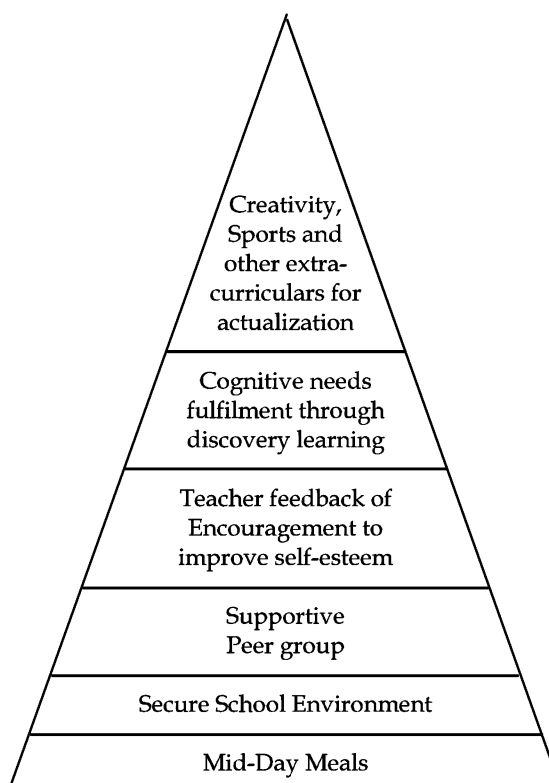 Creativity,
Sports and
other extra-
curriculars for
actualization
Cognitive needs
fulfilment through
discovery learning
Teacher feedback of
Encouragement to
improve self-esteem
Supportive
Peer group
Secure School Environment
Mid-Day Meals